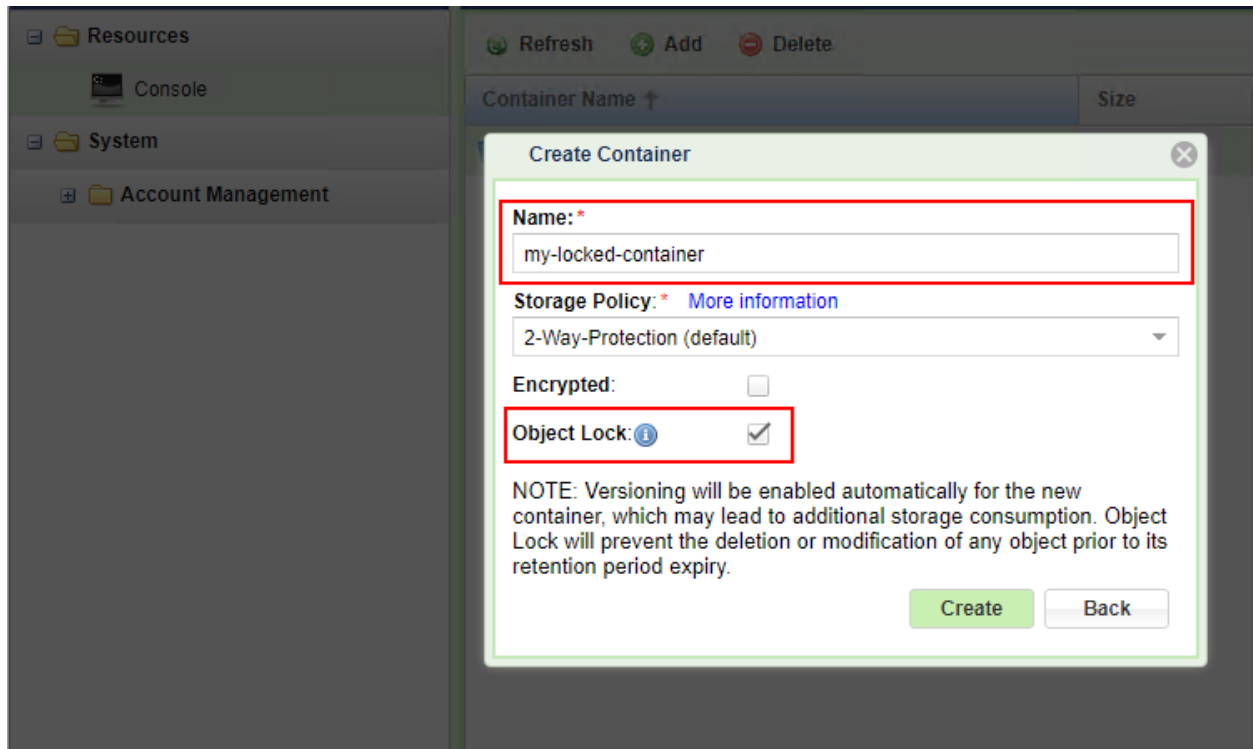 Resources
Console
System
Account Management
Refresh Add Delete
Container Name Size
Create Container
Name:*
my-locked-container
Storage Policy:* More information
2-Way-Protection (default)
Encrypted:
Object Lock:
NOTE: Versioning will be enabled automatically for the new
container, which may lead to additional storage consumption. Object
Lock will prevent the deletion or modification of any object prior to its
retention period expiry.
Create Back